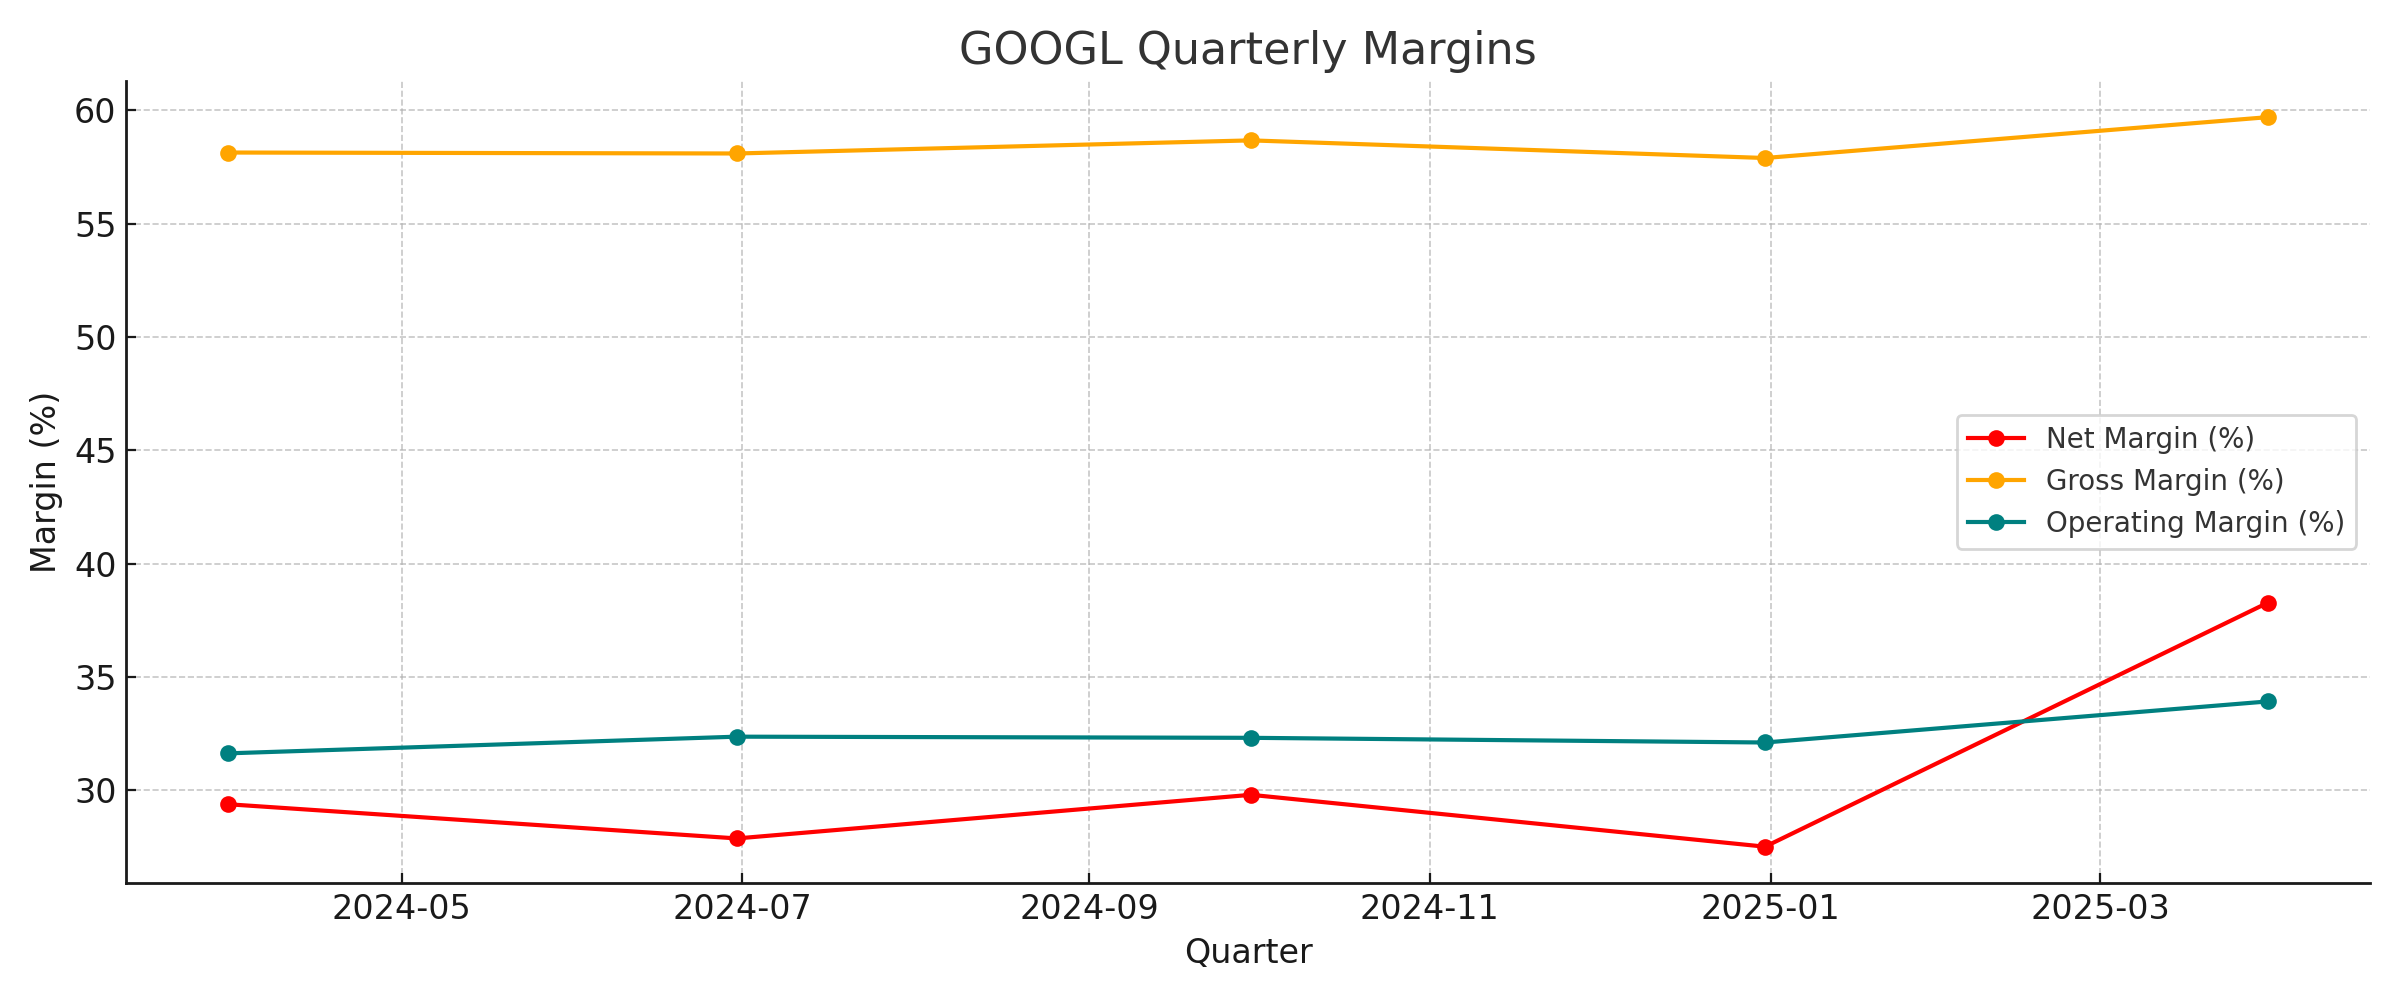 GOOGL Quarterly Margins
Margin (%)
60
55
50
45
40
35
30
Net Margin (%)
Gross Margin (%)
Operating Margin (%)
2024-05 2024-07 2024-09 2024-11 2025-01 2025-03
Quarter